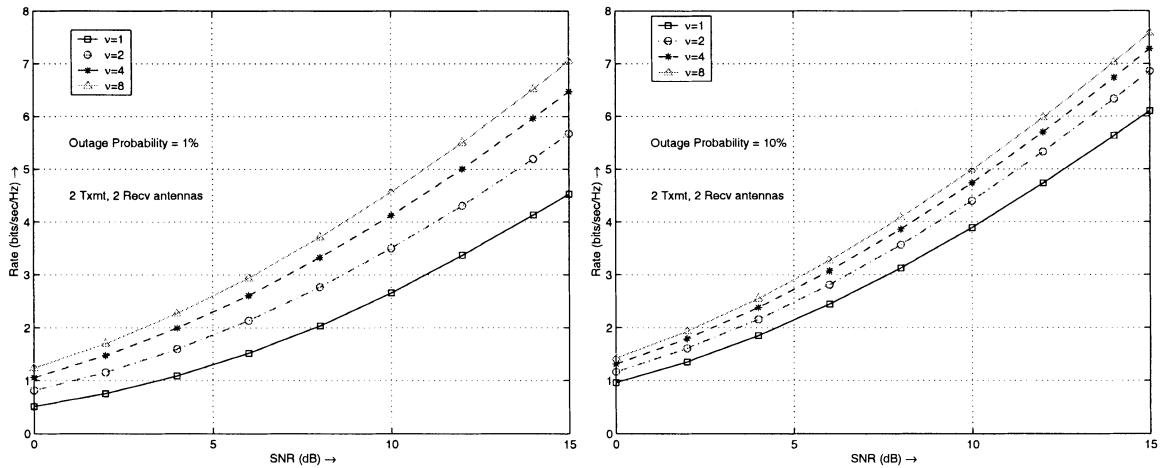 8
7
6
5
4
3
2
1
0
Rate (bits/sec/Hz) →
ν=1
ν=2
ν=4
ν=8
Outage Probability = 1%
2 Txmt, 2 Recv antennas
0
5
10
15
SNR (dB) →
8
7
6
5
4
3
2
1
0
Rate (bits/sec/Hz) →
ν=1
ν=2
ν=4
ν=8
Outage Probability = 10%
2 Txmt, 2 Recv antennas
0
5
10
15
SNR (dB) →